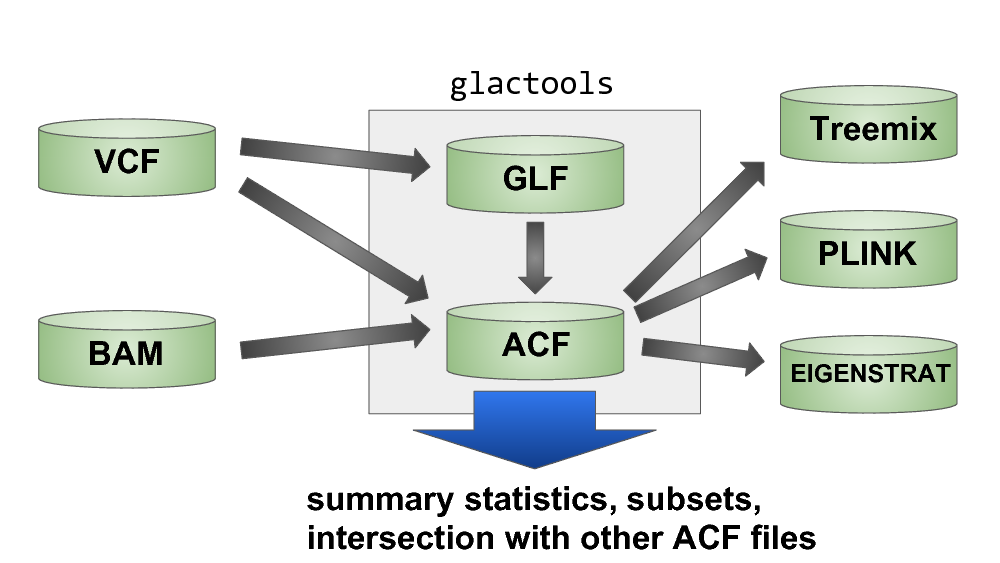 glactools
VCF
GLF
Treemix
PLINK
BAM
ACF
EIGENSTRAT
summary statistics, subsets,
intersection with other ACF files